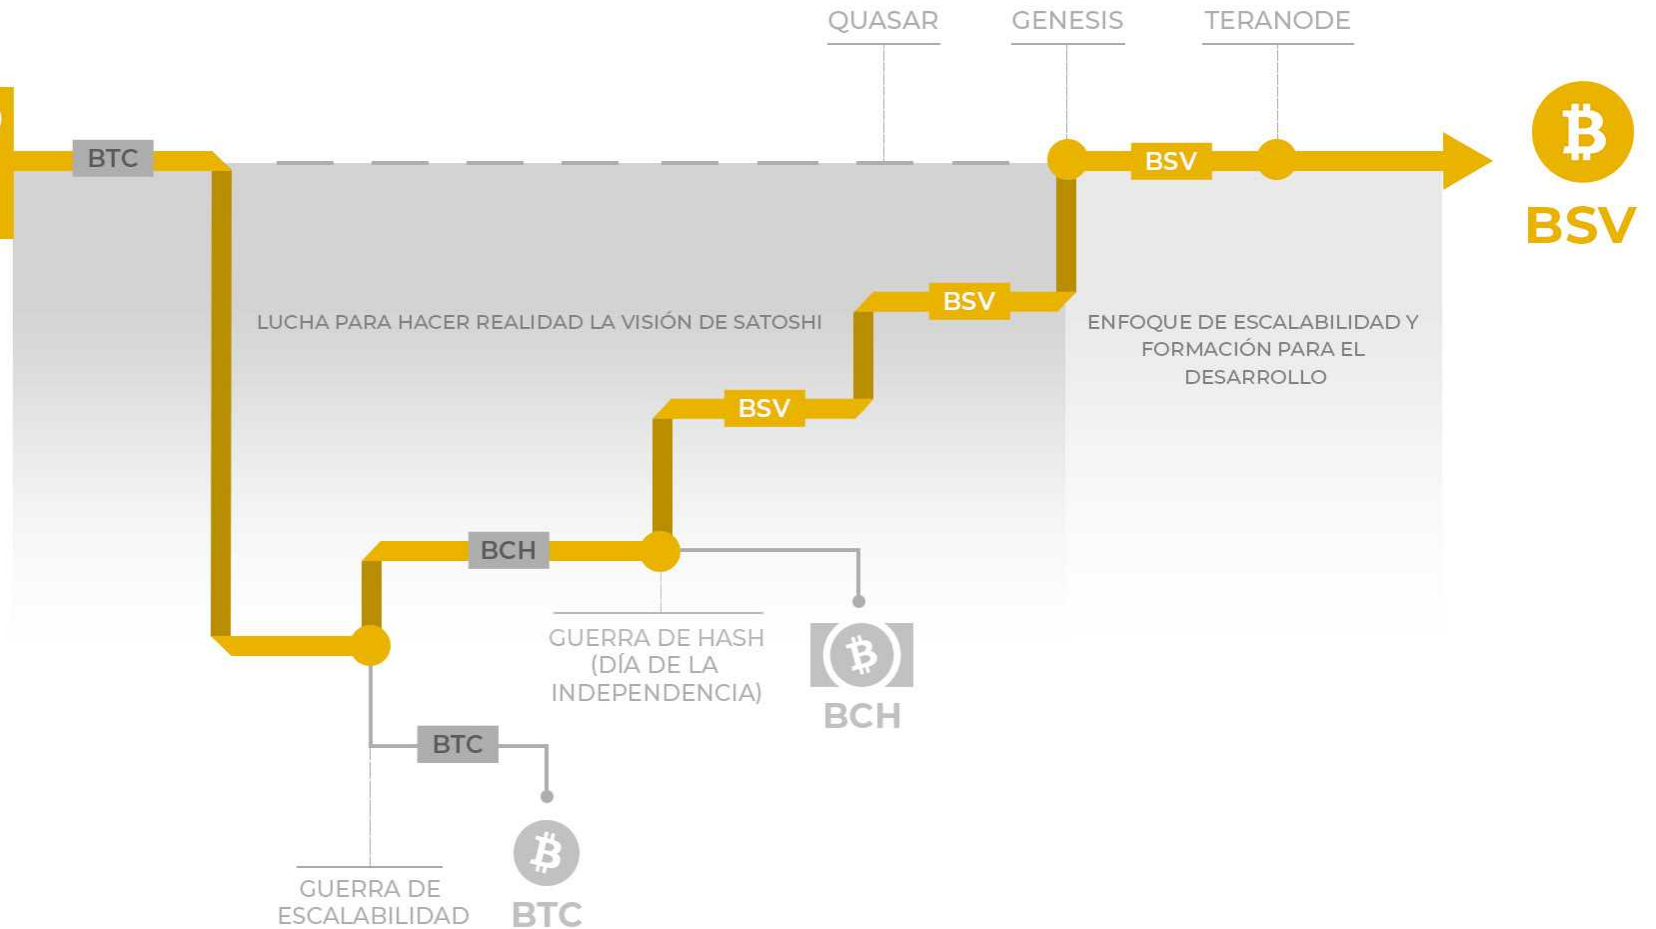 QUASAR
GENESIS
TERANODE
BTC
BSV
BSV
BSV
LUCHA PARA HACER REALIDAD LA VISIÓN DE SATOSHI
ENFOQUE DE ESCALABILIDAD Y
FORMACIÓN PARA EL
DESARROLLO
BSV
BCH
GUERRA DE HASH
(DÍA DE LA
INDEPENDENCIA)
BCH
BTC
GUERRA DE
ESCALABILIDAD
BTC